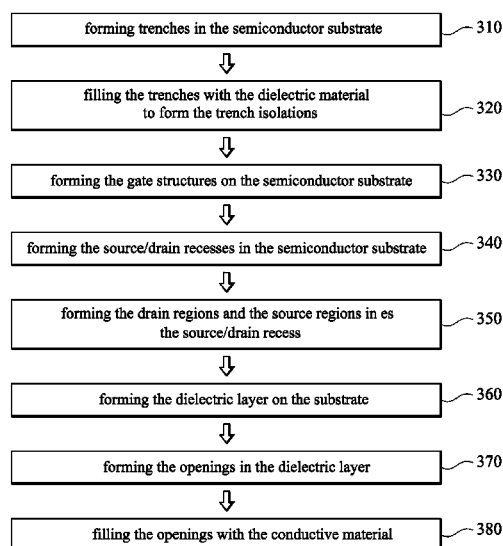 forming trenches in the semiconductor substrate
310
filling the trenches with the dielectric material
to form the trench isolations
320
forming the gate structures on the semiconductor substrate
330
forming the source/drain recesses in the semiconductor substrate
340
forming the drain regions and the source regions in es
the source/drain recess
350
forming the dielectric layer on the substrate
360
forming the openings in the dielectric layer
370
filling the openings with the conductive material
380